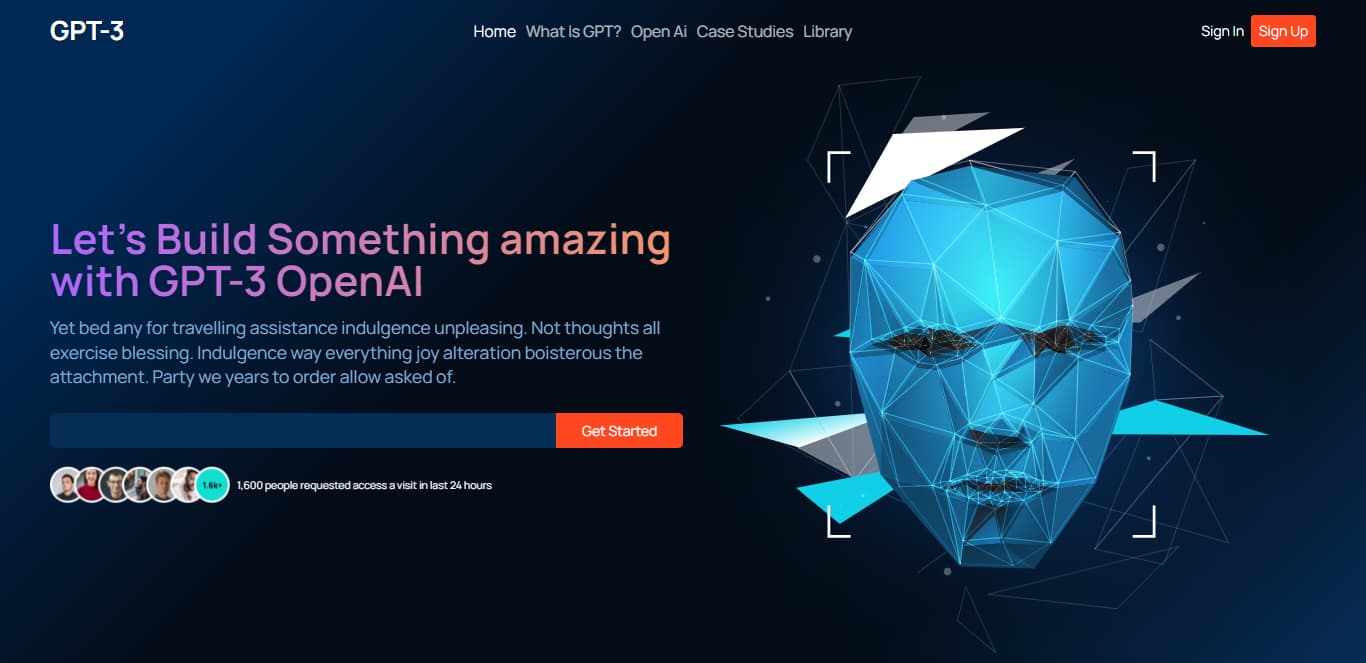 GPT-3
Home What Is GPT? Open Ai Case Studies Library
Sign In Sign Up
Let's Build Something amazing
with GPT-3 OpenAI
Yet bed any for travelling assistance indulgence unpleasing. Not thoughts all
exercise blessing. Indulgence way everything joy alteration boisterous the
attachment. Party we years to order allow asked of.
Get Started
1.6k+
1,600 people requested access a visit in last 24 hours